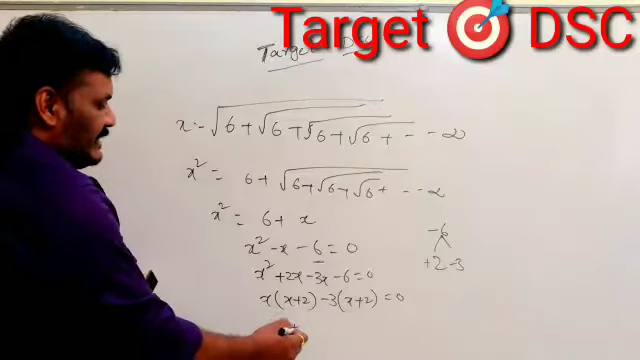 Target 🎯 DSC
Target DSC
x = √6 + √6 + √6 + √6 + - - ∞
x² = 6 + √6 + √6 + √6 + - - ∞
x² = 6 + x
x² - x - 6 = 0
-6
+2 -3
x² + 2x - 3x - 6 = 0
x(x+2) - 3(x+2) = 0